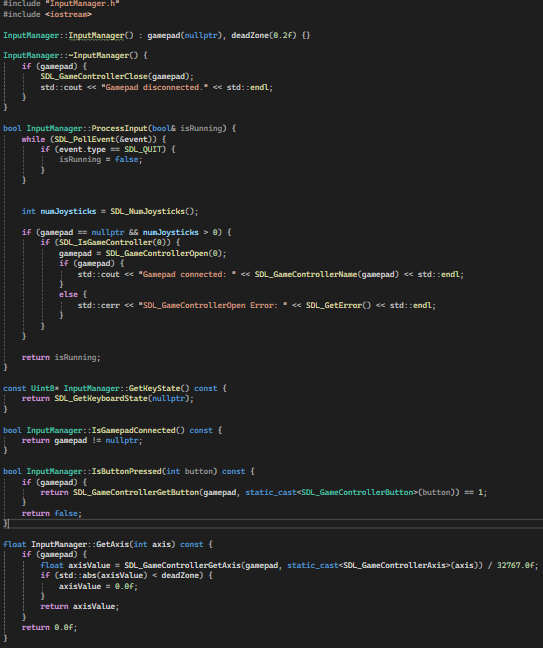 #include "InputManager.h"
#include <iostream>
InputManager::InputManager() : gamepad(nullptr), deadZone(0.2f) {}
InputManager::~InputManager() {
if (gamepad) {
SDL_GameControllerClose(gamepad);
std::cout << "Gamepad disconnected." << std::endl;
}
}
bool InputManager::ProcessInput(bool& isRunning) {
while (SDL_PollEvent(&event)) {
if (event.type == SDL_QUIT) {
isRunning = false;
}
}
int numJoysticks = SDL_NumJoysticks();
if (gamepad == nullptr && numJoysticks > 0) {
if (SDL_IsGameController(0)) {
gamepad = SDL_GameControllerOpen(0);
if (gamepad) {
std::cout << "Gamepad connected: " << SDL_GameControllerName(gamepad) << std::endl;
}
else {
std::cerr << "SDL_GameControllerOpen Error: " << SDL_GetError() << std::endl;
}
}
}
return isRunning;
}
const Uint8* InputManager::GetKeyState() const {
return SDL_GetKeyboardState(nullptr);
}
bool InputManager::IsGamepadConnected() const {
return gamepad != nullptr;
}
bool InputManager::IsButtonPressed(int button) const {
if (gamepad) {
return SDL_GameControllerGetButton(gamepad, static_cast<SDL_GameControllerButton>(button)) == 1;
}
return false;
}
float InputManager::GetAxis(int axis) const {
if (gamepad) {
float axisValue = SDL_GameControllerGetAxis(gamepad, static_cast<SDL_GameControllerAxis>(axis)) / 32767.0f;
if (std::abs(axisValue) < deadZone) {
axisValue = 0.0f;
}
return axisValue;
}
return 0.0f;
}